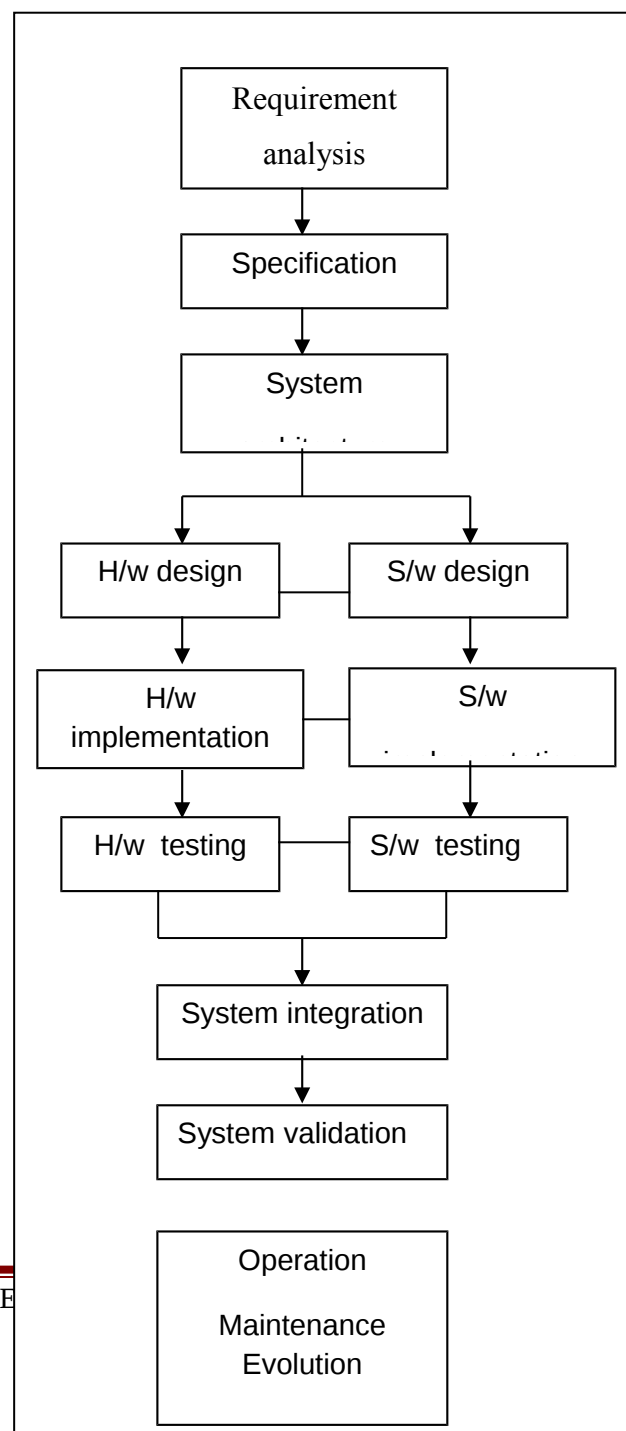 Requirement
analysis
Specification
System
H/w design
S/w design
H/w
implementation
S/w
H/w testing
S/w testing
System integration
System validation
Operation
E
Maintenance
Evolution